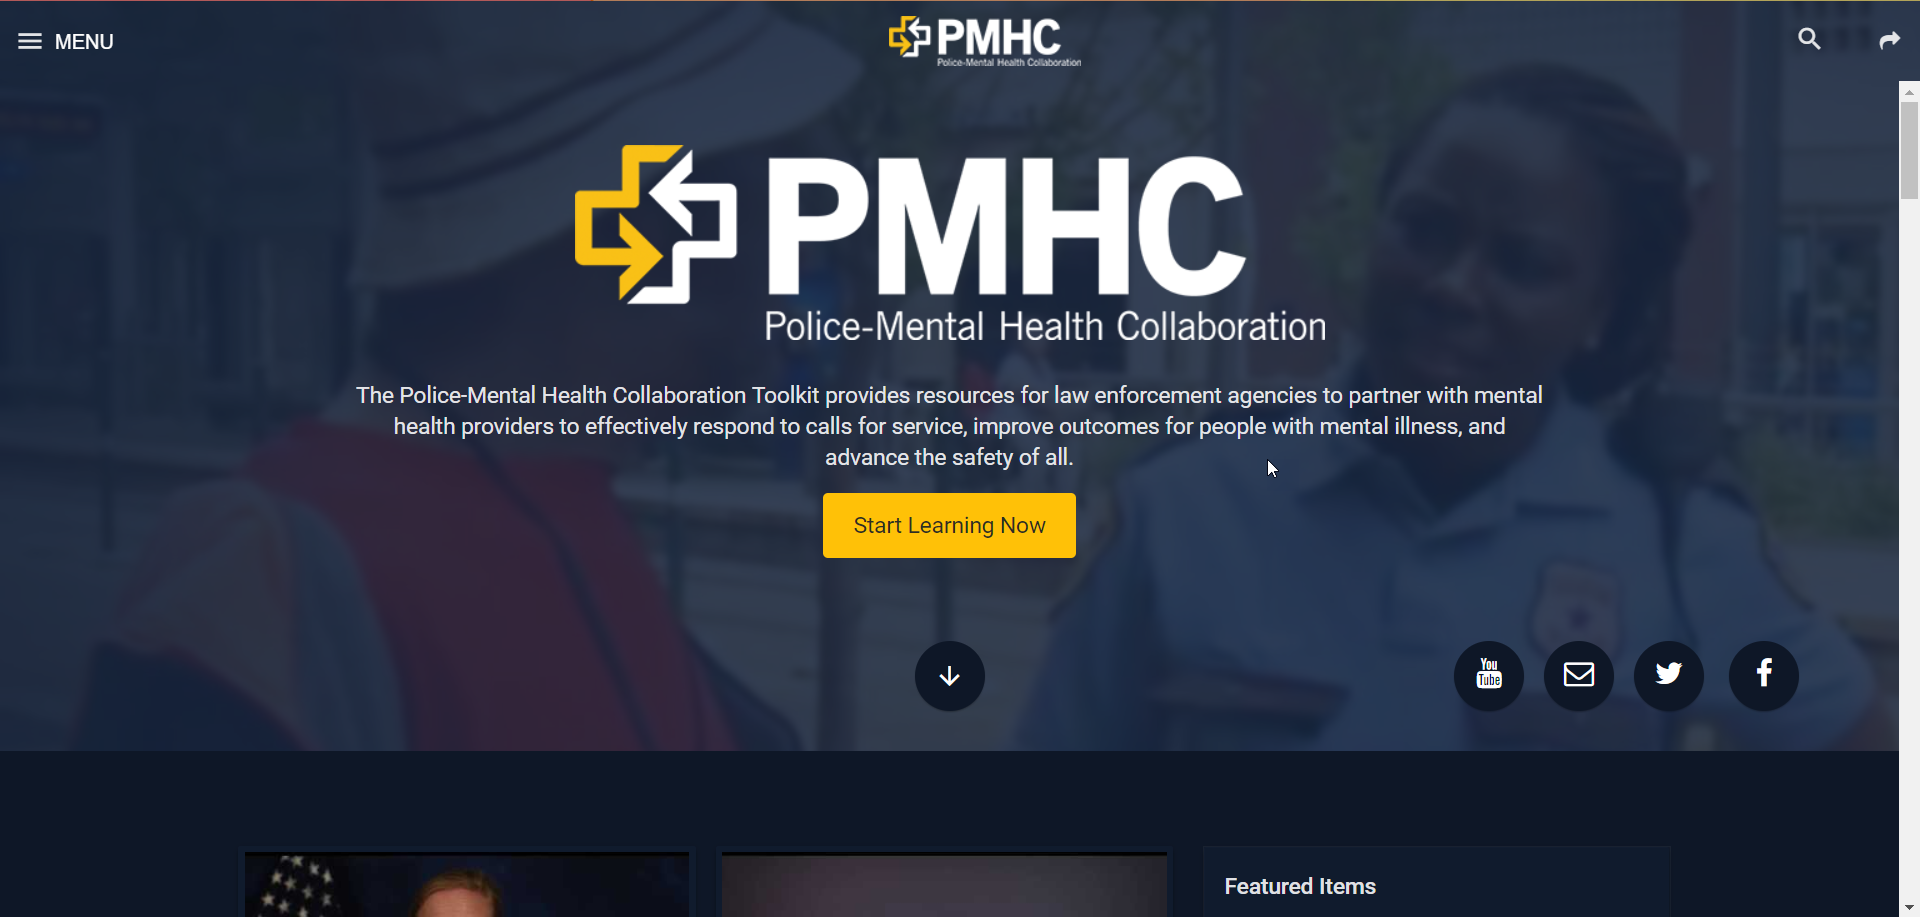 MENU
PMHC
Police-Mental Health Collaboration
PMHC
Police-Mental Health Collaboration
The Police-Mental Health Collaboration Toolkit provides resources for law enforcement agencies to partner with mental
health providers to effectively respond to calls for service, improve outcomes for people with mental illness, and
advance the safety of all.
Start Learning Now
You
Tube
Featured Items